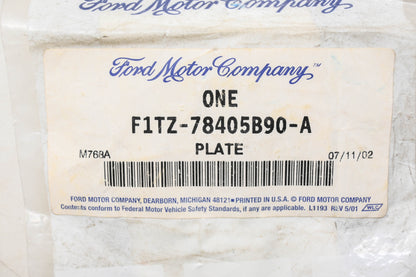 Ford Motor Company
Ford Motor Company™
ONE
F1TZ-78405B90-A
PLATE
M768A
07/11/02
FORD MOTOR COMPANY, DEARBORN, MICHIGAN 48121 ● PRINTED IN U.S.A. © FORD MOTOR COMPANY
Contents conform to Federal Motor Vehicle Safety Standards, if any are applicable. L1193 REV 5/01 WLC